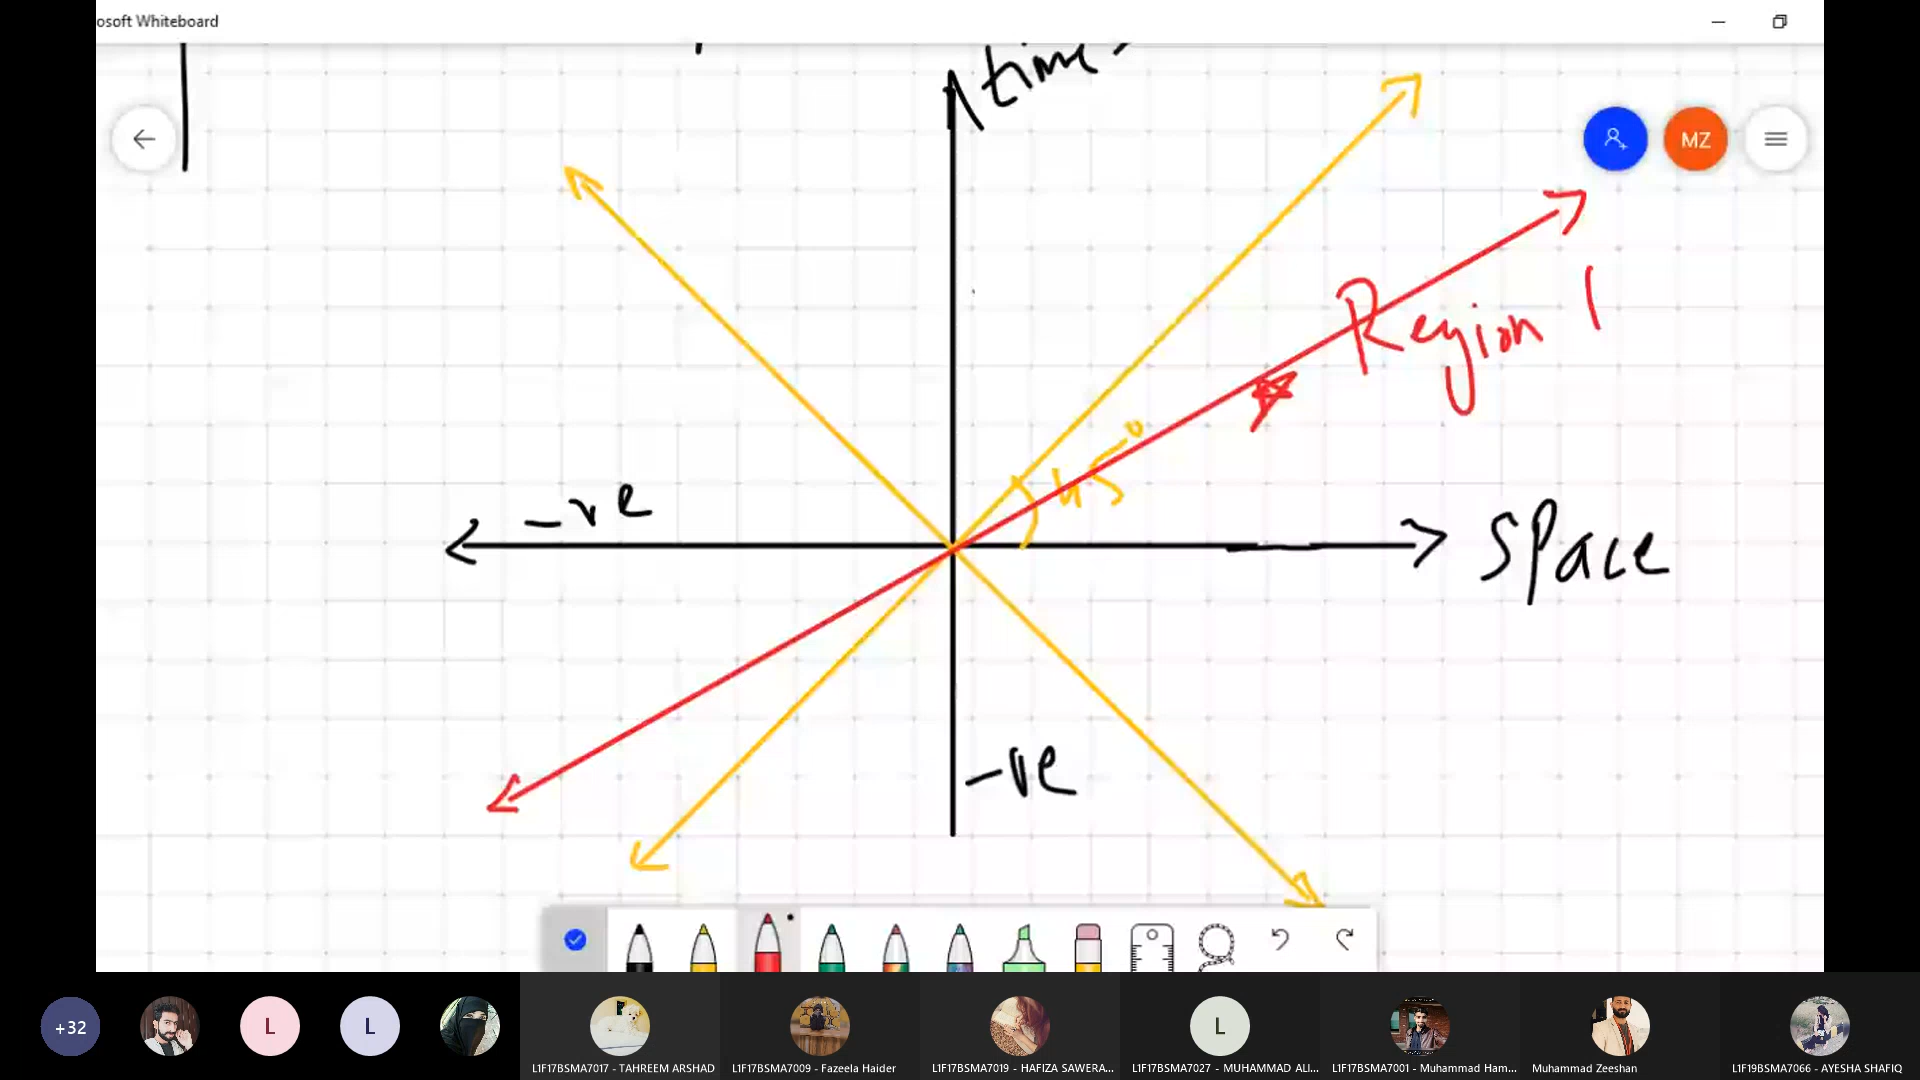 osoft Whiteboard
time
MZ
Region 1
45°
-ve
space
-ve
+32
L
L
L
L1F17BSMA7017 - TAHREEM ARSHAD
L1F17BSMA7009 - Fazeela Haider
L1F17BSMA7019 - HAFIZA SAWERA...
L1F17BSMA7027 - MUHAMMAD ALI...
L1F17BSMA7001 - Muhammad Ham...
Muhammad Zeeshan
L1F19BSMA7066 - AYESHA SHAFIQ